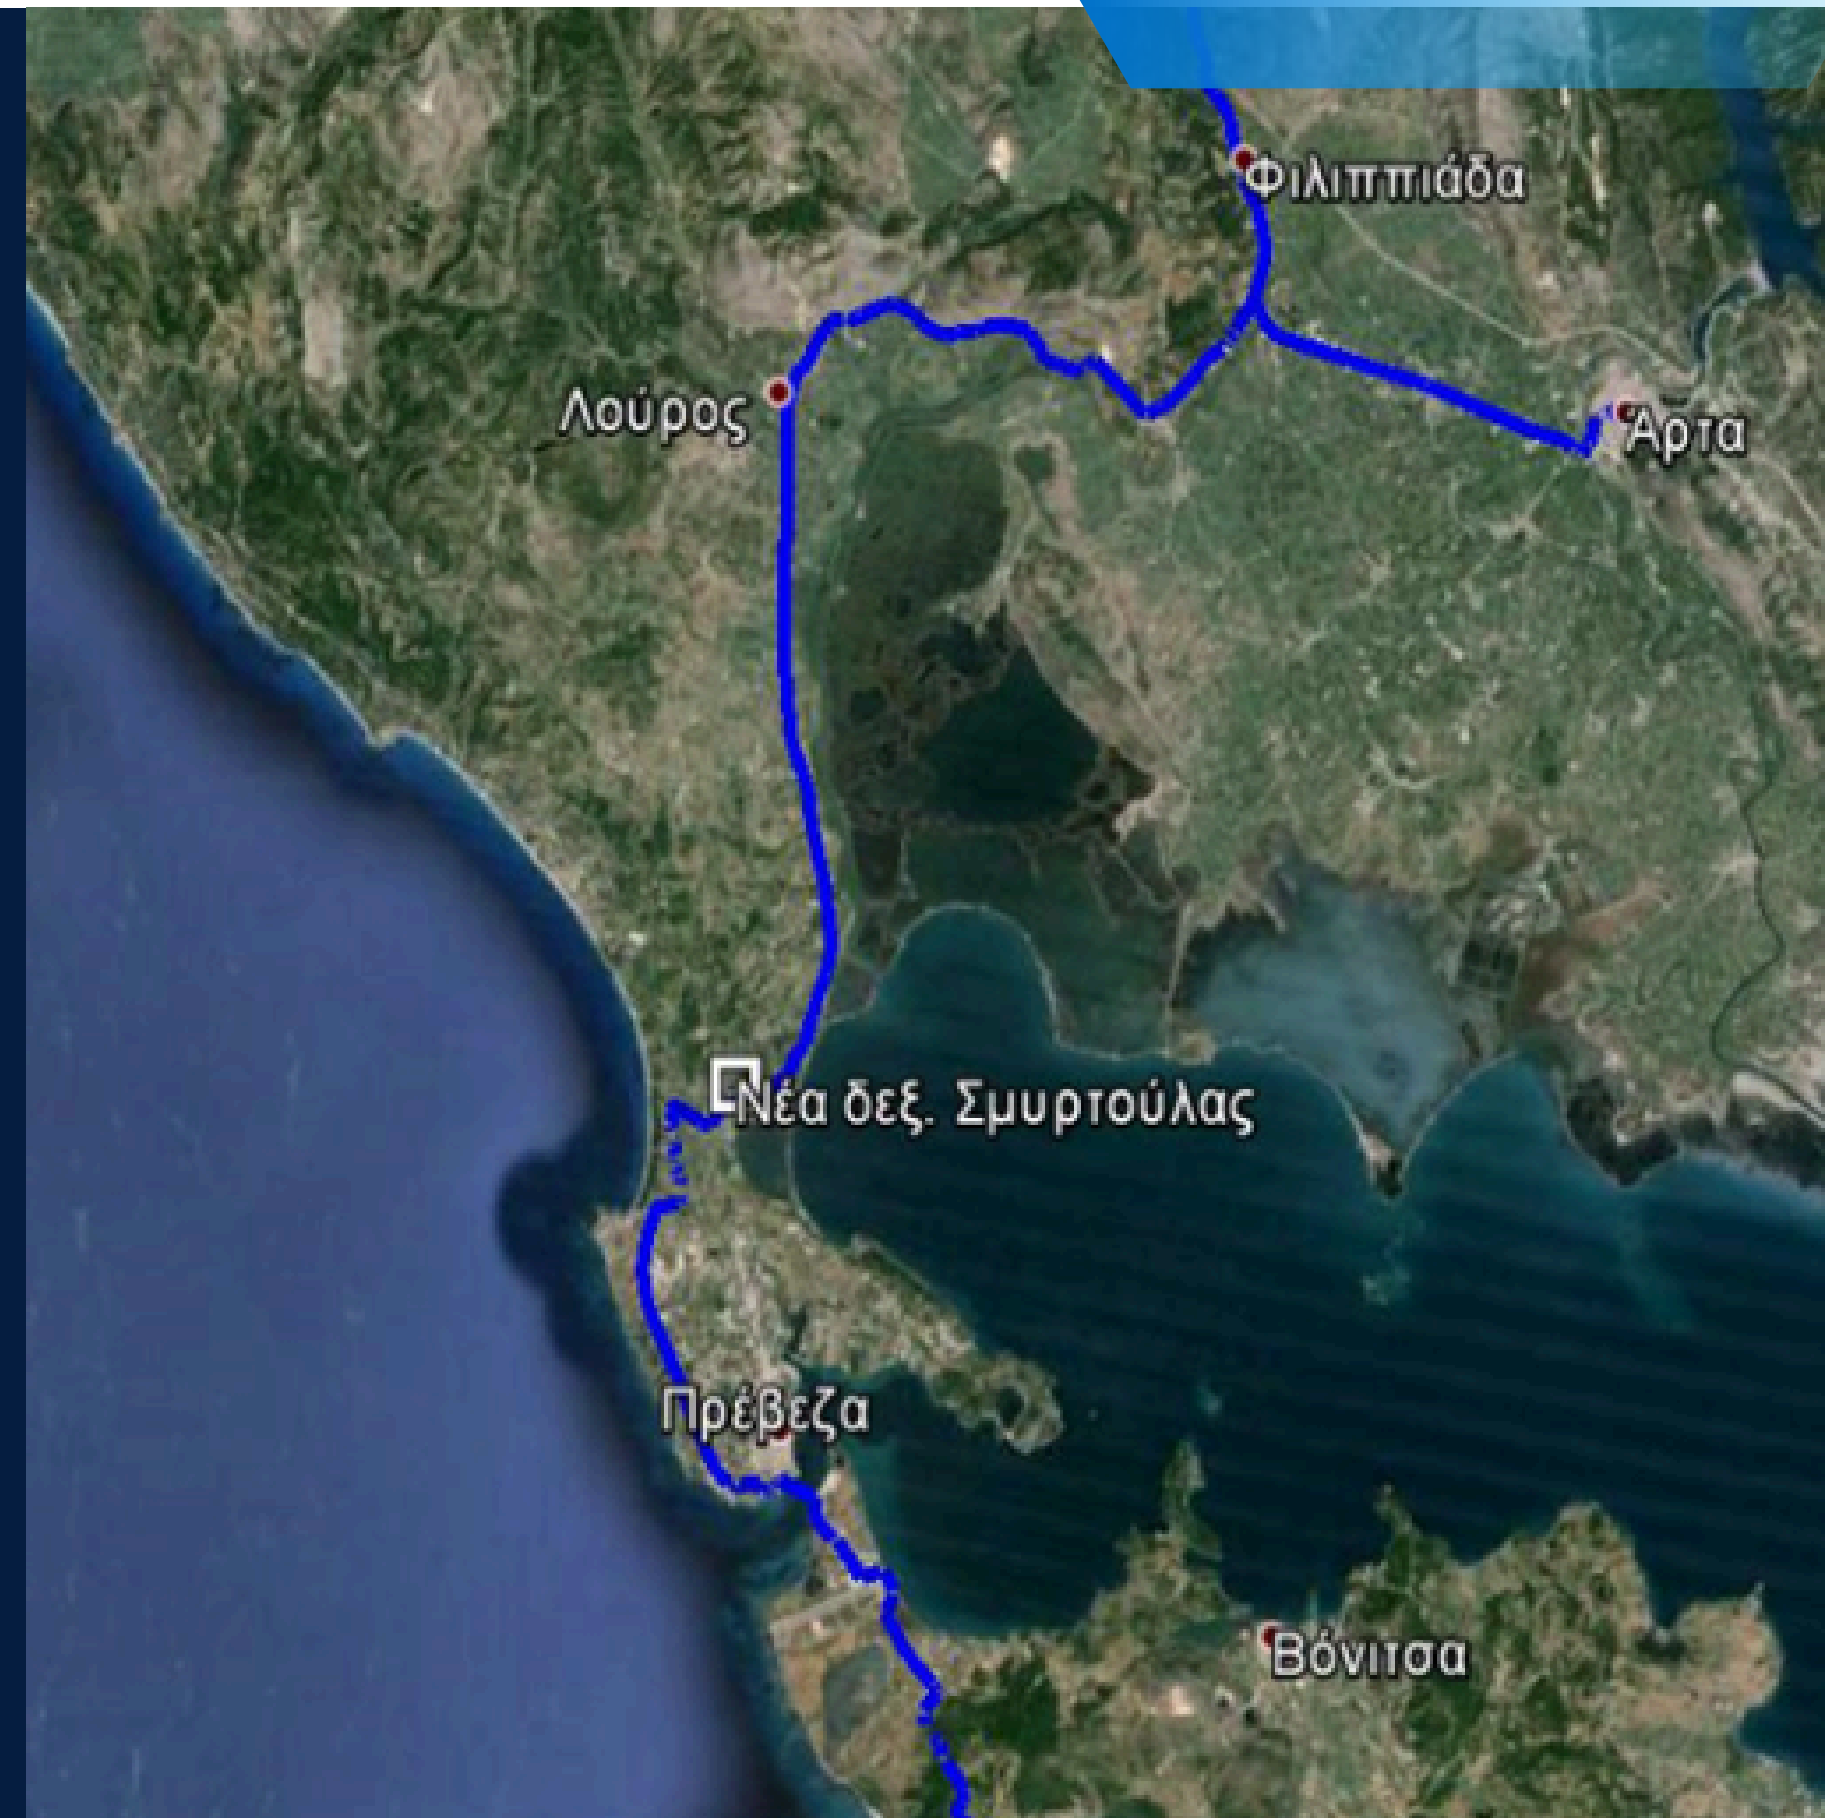 Φιλιππιάδα
Λούρος
Άρτα
Νέα δεξ. Σμυρτούλας
Πρέβεζα
Βόνιτσα